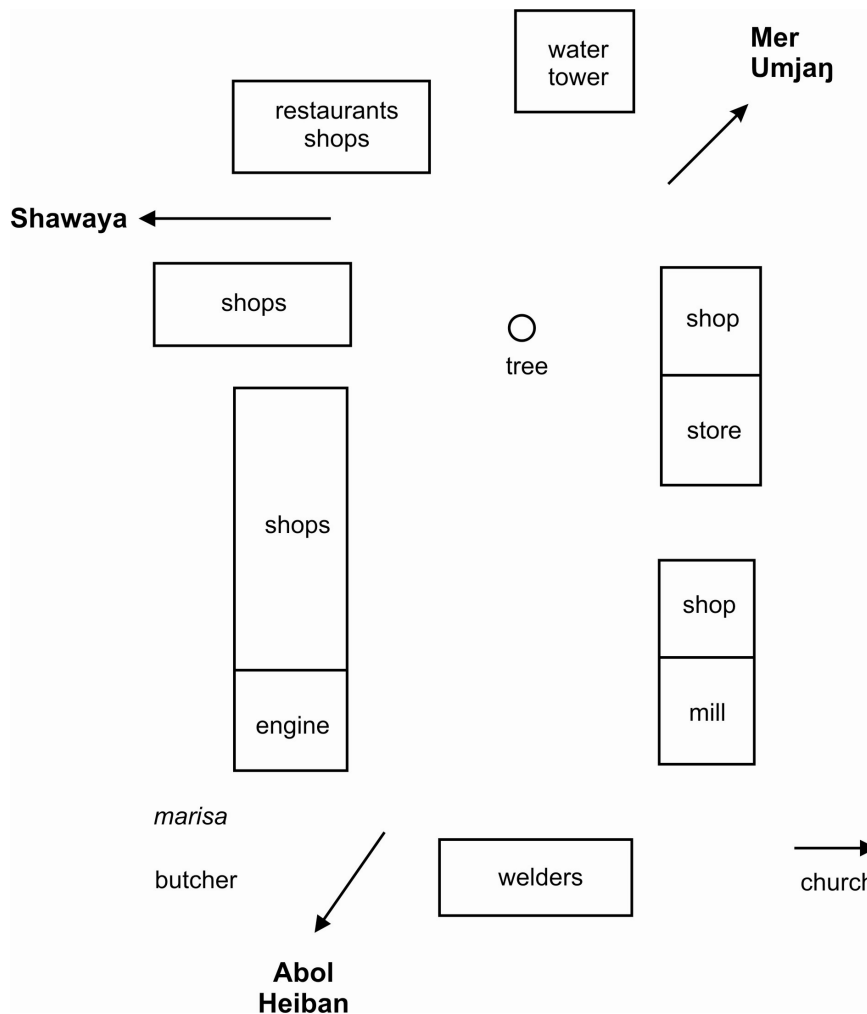 water
tower
Mer
Umjaŋ
restaurants
shops
Shawaya
shops
shop
tree
store
shops
shop
mill
engine
marisa
butcher
welders
church
Abol
Heiban